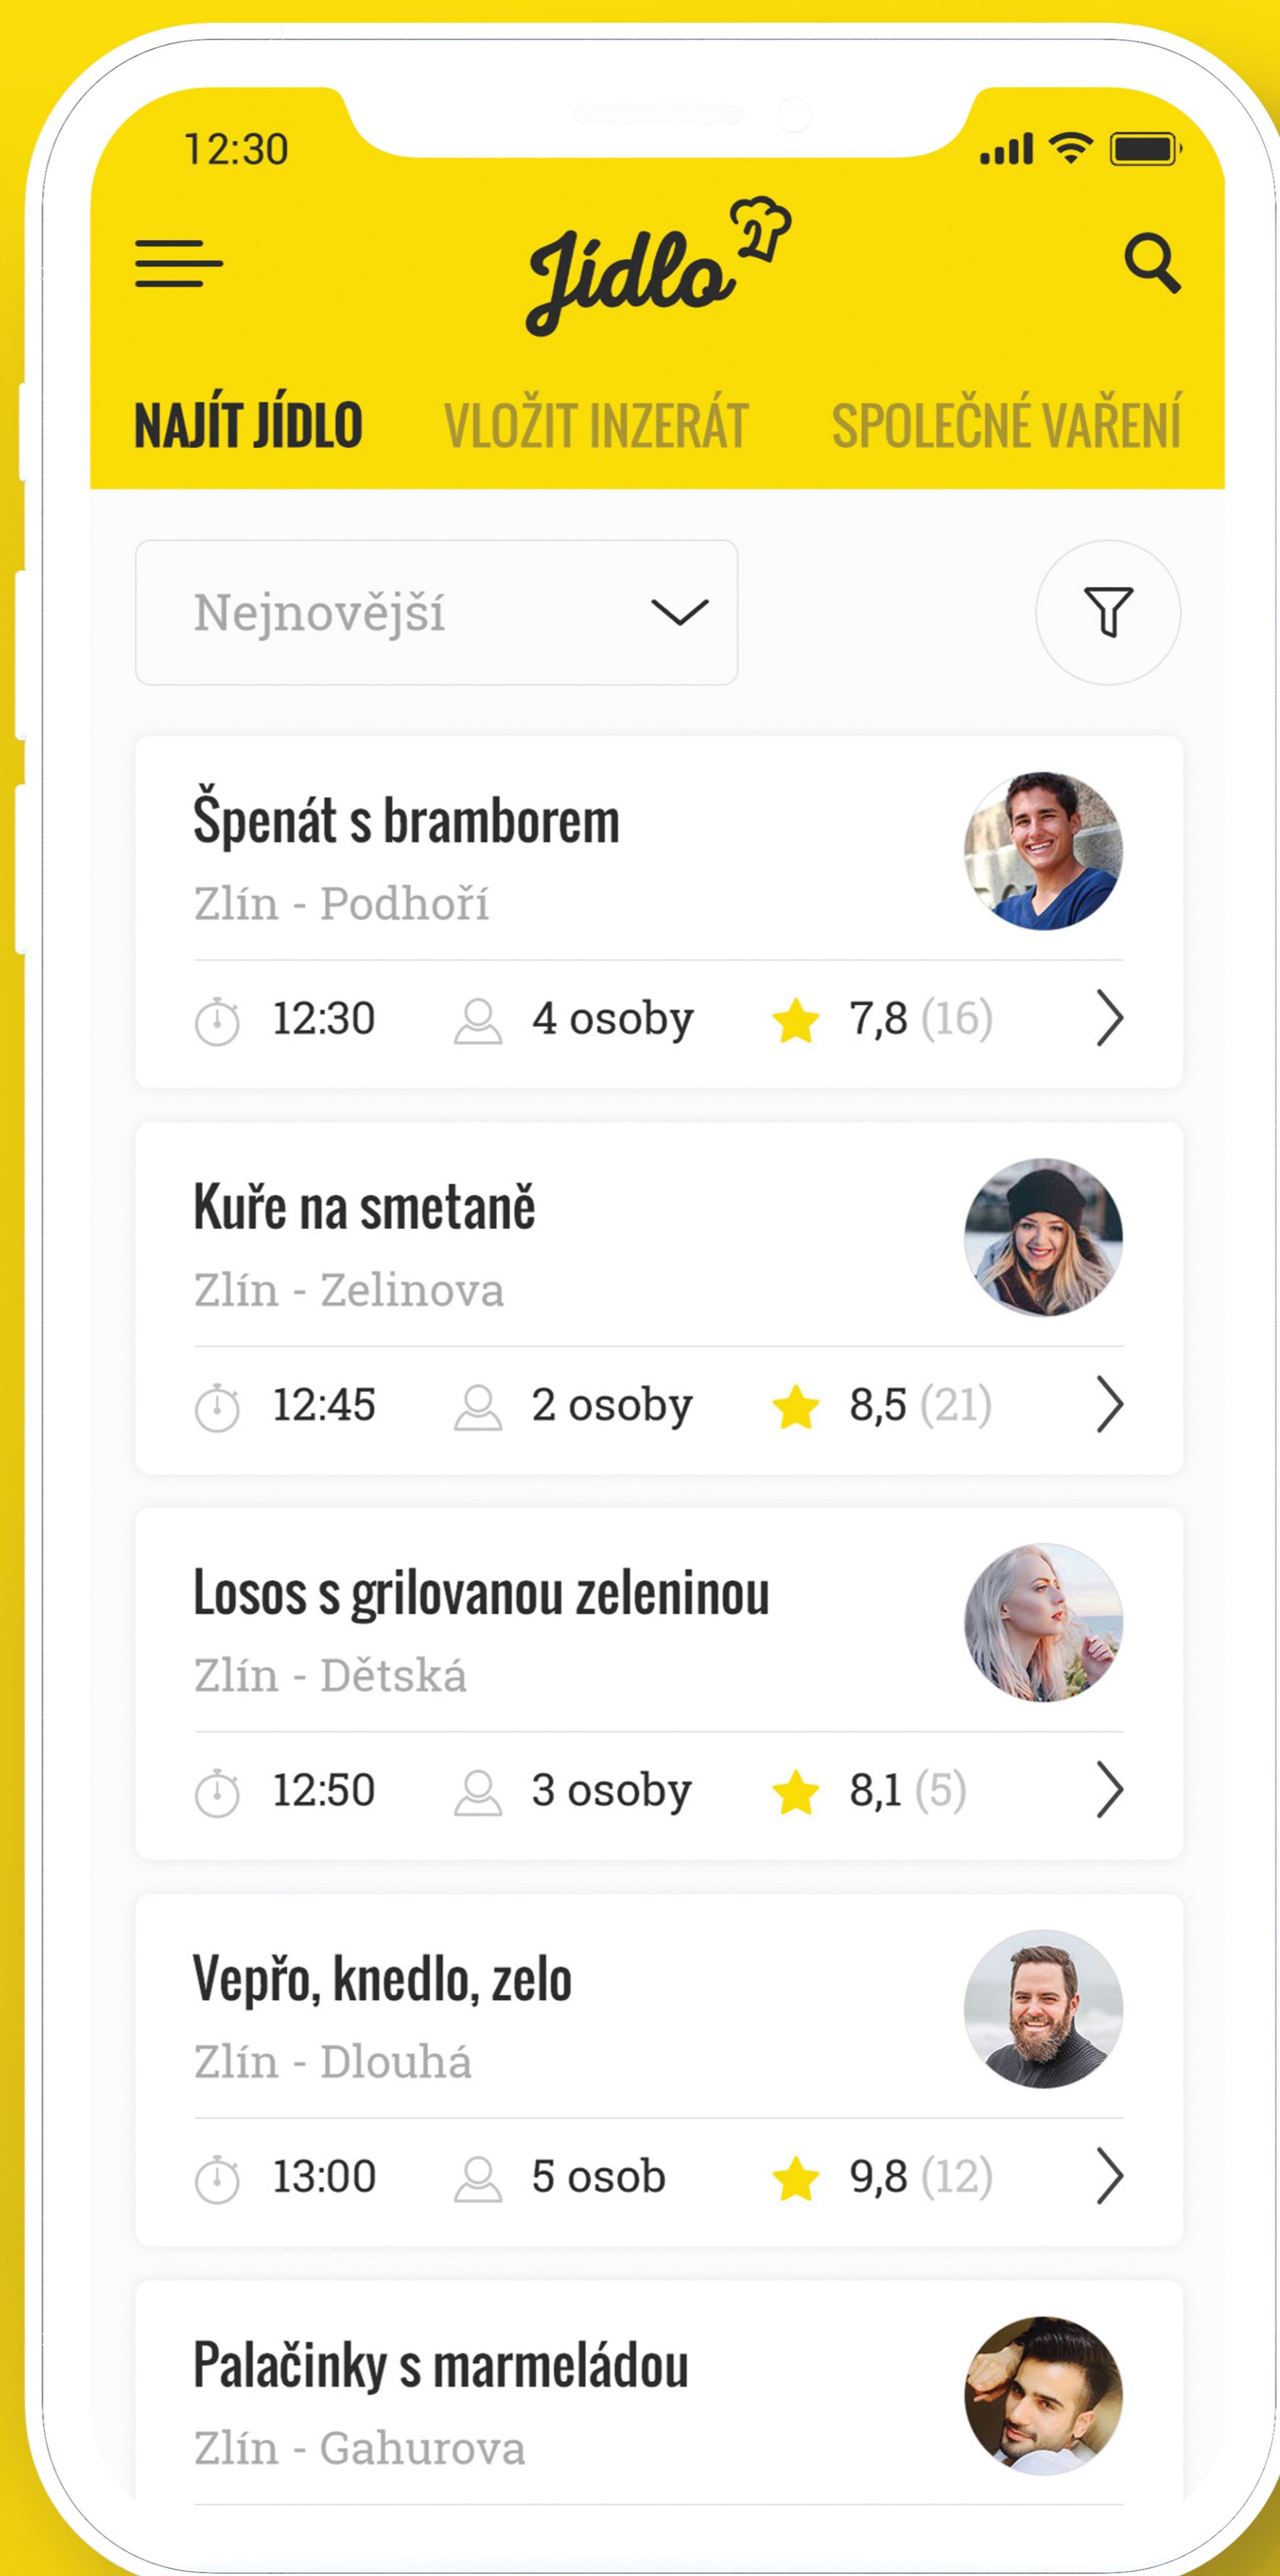 12:30
Jídlo
NAJÍT JÍDLO VLOŽIT INZERÁT SPOLEČNÉ VAŘENÍ
Nejnovější
Špenát s bramborem
Zlín - Podhoří
12:30 4 osoby 7,8 (16)
Kuře na smetaně
Zlín - Zelinova
12:45 2 osoby 8,5 (21)
Losos s grilovanou zeleninou
Zlín - Dětská
12:50 3 osoby 8,1 (5)
Vepřo, knedlo, zelo
Zlín - Dlouhá
13:00 5 osob 9,8 (12)
Palačinky s marmeládou
Zlín - Gahurova